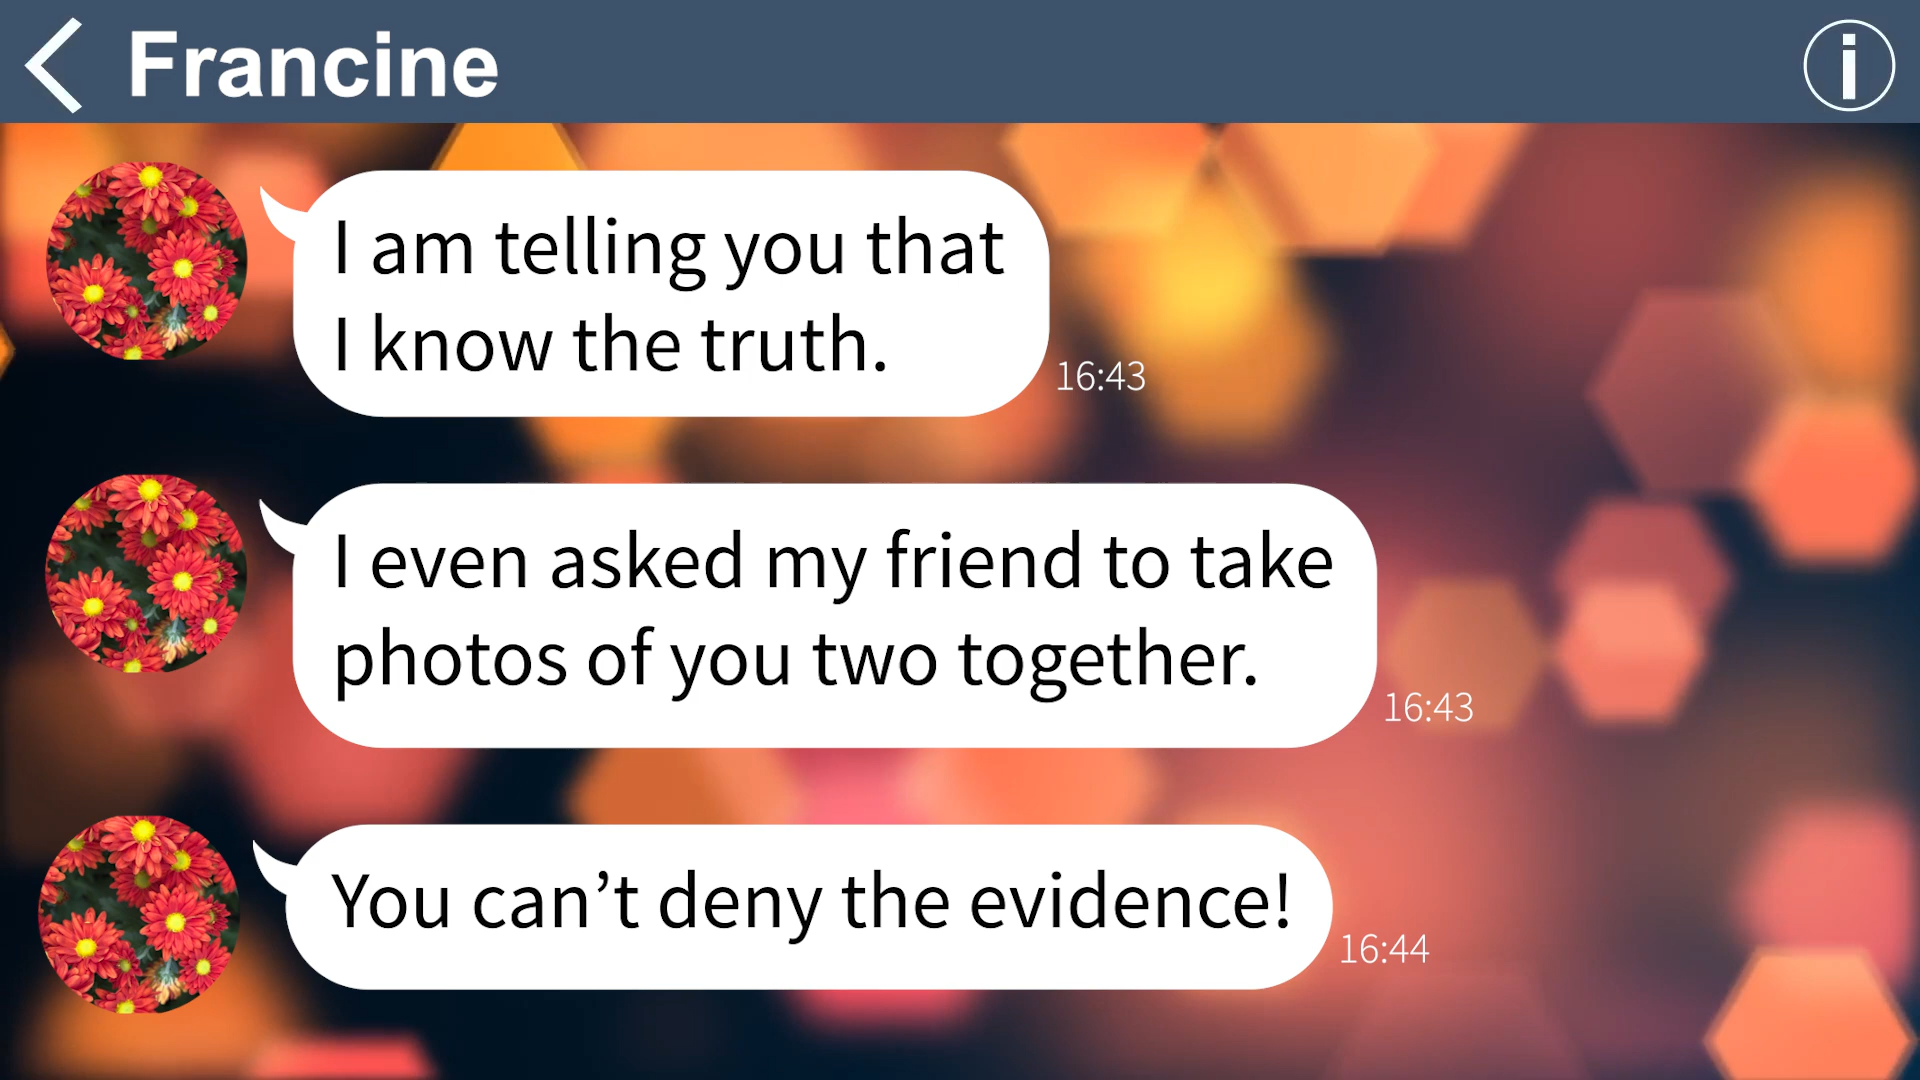 Francine
I am telling you that
I know the truth.
16:43
I even asked my friend to take
photos of you two together.
16:43
You can’t deny the evidence!
16:44